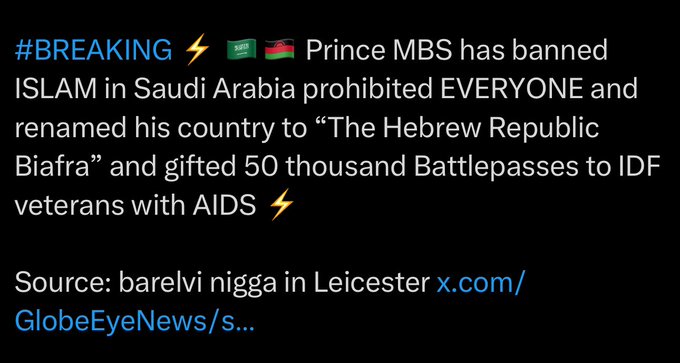 #BREAKING ⚡ 🇸🇦🇲🇼 Prince MBS has banned
ISLAM in Saudi Arabia prohibited EVERYONE and
renamed his country to “The Hebrew Republic
Biafra” and gifted 50 thousand Battlepasses to IDF
veterans with AIDS ⚡
Source: barelvi nigga in Leicester x.com/
GlobeEyeNews/s…